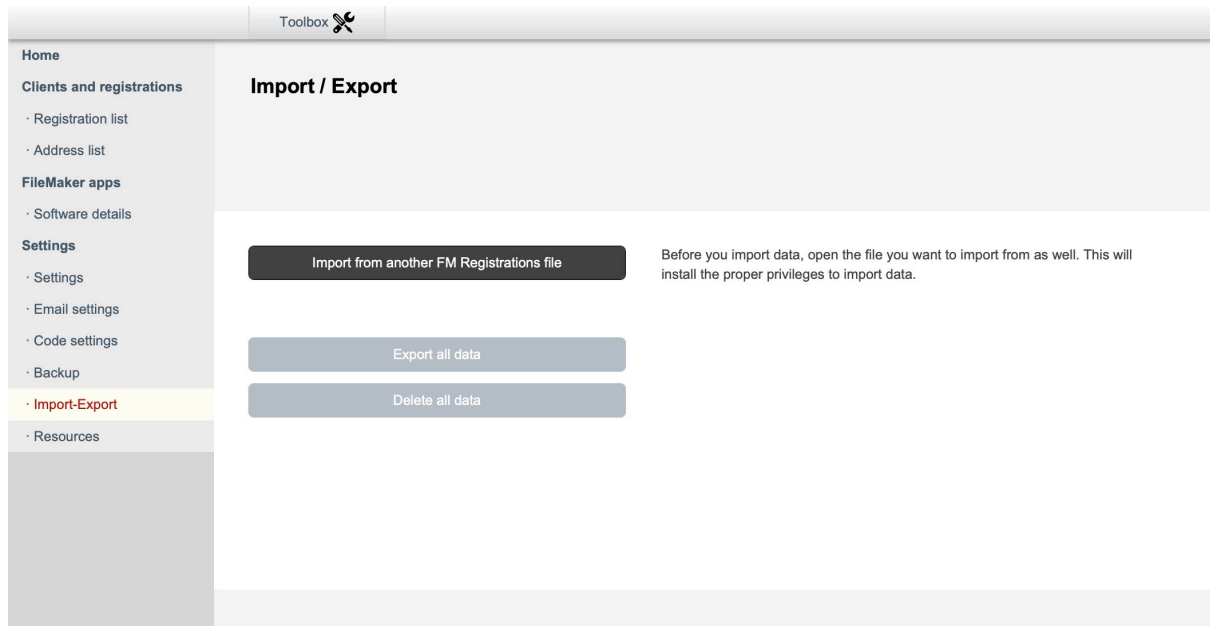 Toolbox
Home
Clients and registrations
· Registration list
· Address list
FileMaker apps
· Software details
Settings
· Settings
· Email settings
· Code settings
· Backup
· Import-Export
· Resources
Import / Export
Import from another FM Registrations file
Before you import data, open the file you want to import from as well. This will
install the proper privileges to import data.
Export all data
Delete all data